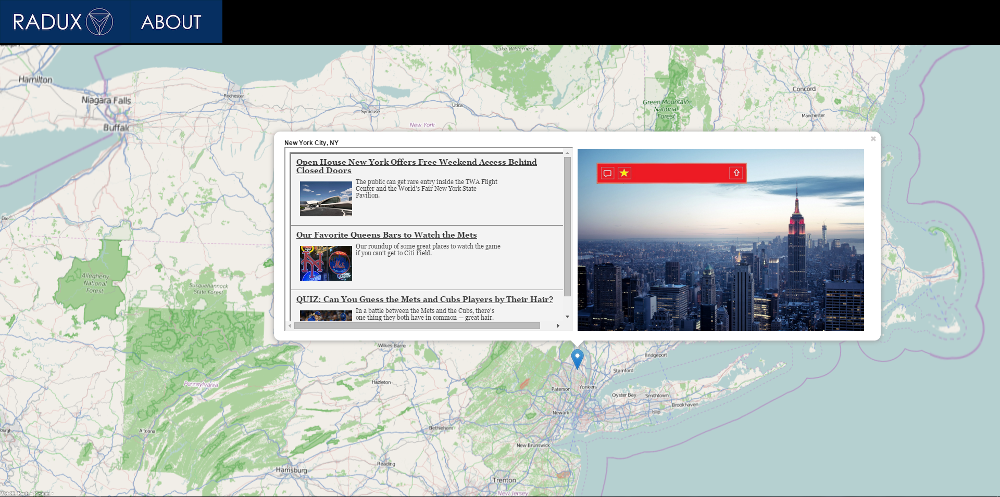 RADUX
ABOUT
Lake Wilderness
Hamilton
Niagara Falls
Buffalo
Rochester
Syracuse
Utica
New York
Green Mountain
National
Forest
Concord
Manchester
New York City, NY
Open House New York Offers Free Weekend Access Behind
Closed Doors
The public can get rare entry inside the TWA Flight
Center and the World's Fair New York State
Pavilion.
Our Favorite Queens Bars to Watch the Mets
Our roundup of some great places to watch the game
if you can't get to Citi Field.
NY
Mets
QUIZ: Can You Guess the Mets and Cubs Players by Their Hair?
In a battle between the Mets and the Cubs, there's
one thing they both have in common — great hair.
Erie
Allegheny
National
Forest
Susquehannock
State Forest
Wilkes-Barre
Bridgeport
Stamford
Pennsylvania
Hazleton
Paterson
Yonkers
Oyster Bay
Smithtown
Brookhaven
Islip
Newark
burgh
Altoona
Bethlehem
New Brunswick
Reading
Harrisburg
Trenton
New Jersey
WebGL Earth - Cesium -